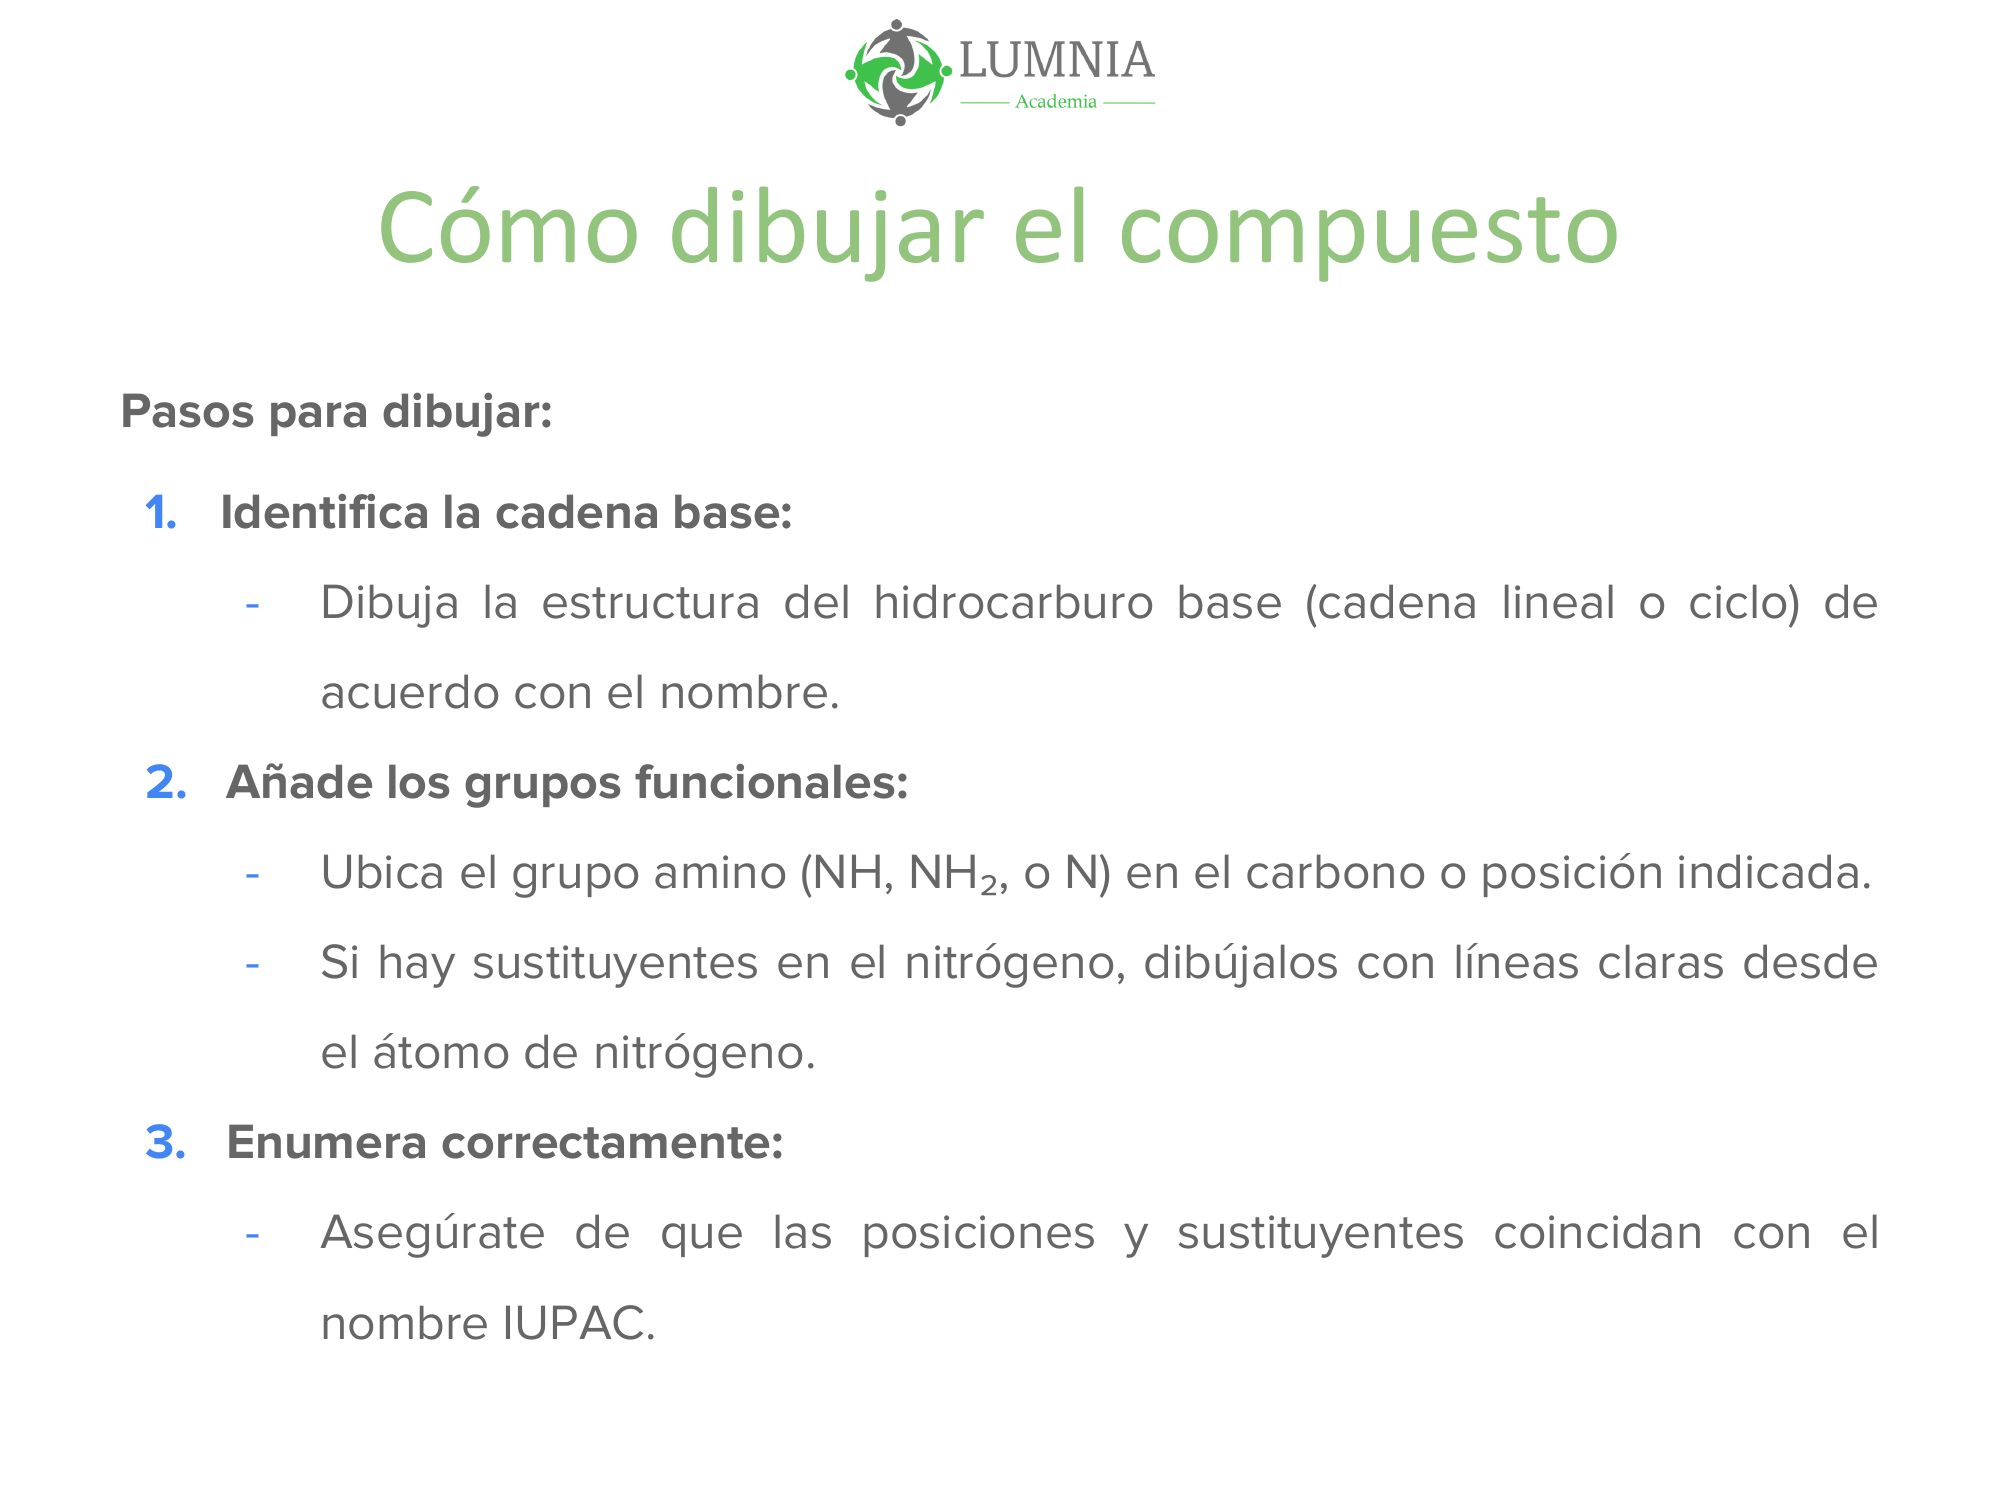 LUMNIA
Academia
Cómo dibujar el compuesto
Pasos para dibujar:
1. Identifica la cadena base:
- Dibuja la estructura del hidrocarburo base (cadena lineal o ciclo) de
acuerdo con el nombre.
2. Añade los grupos funcionales:
- Ubica el grupo amino (NH, NH₂, o N) en el carbono o posición indicada.
- Si hay sustituyentes en el nitrógeno, dibújalos con líneas claras desde
el átomo de nitrógeno.
3. Enumera correctamente:
- Asegúrate de que las posiciones y sustituyentes coincidan con el
nombre IUPAC.